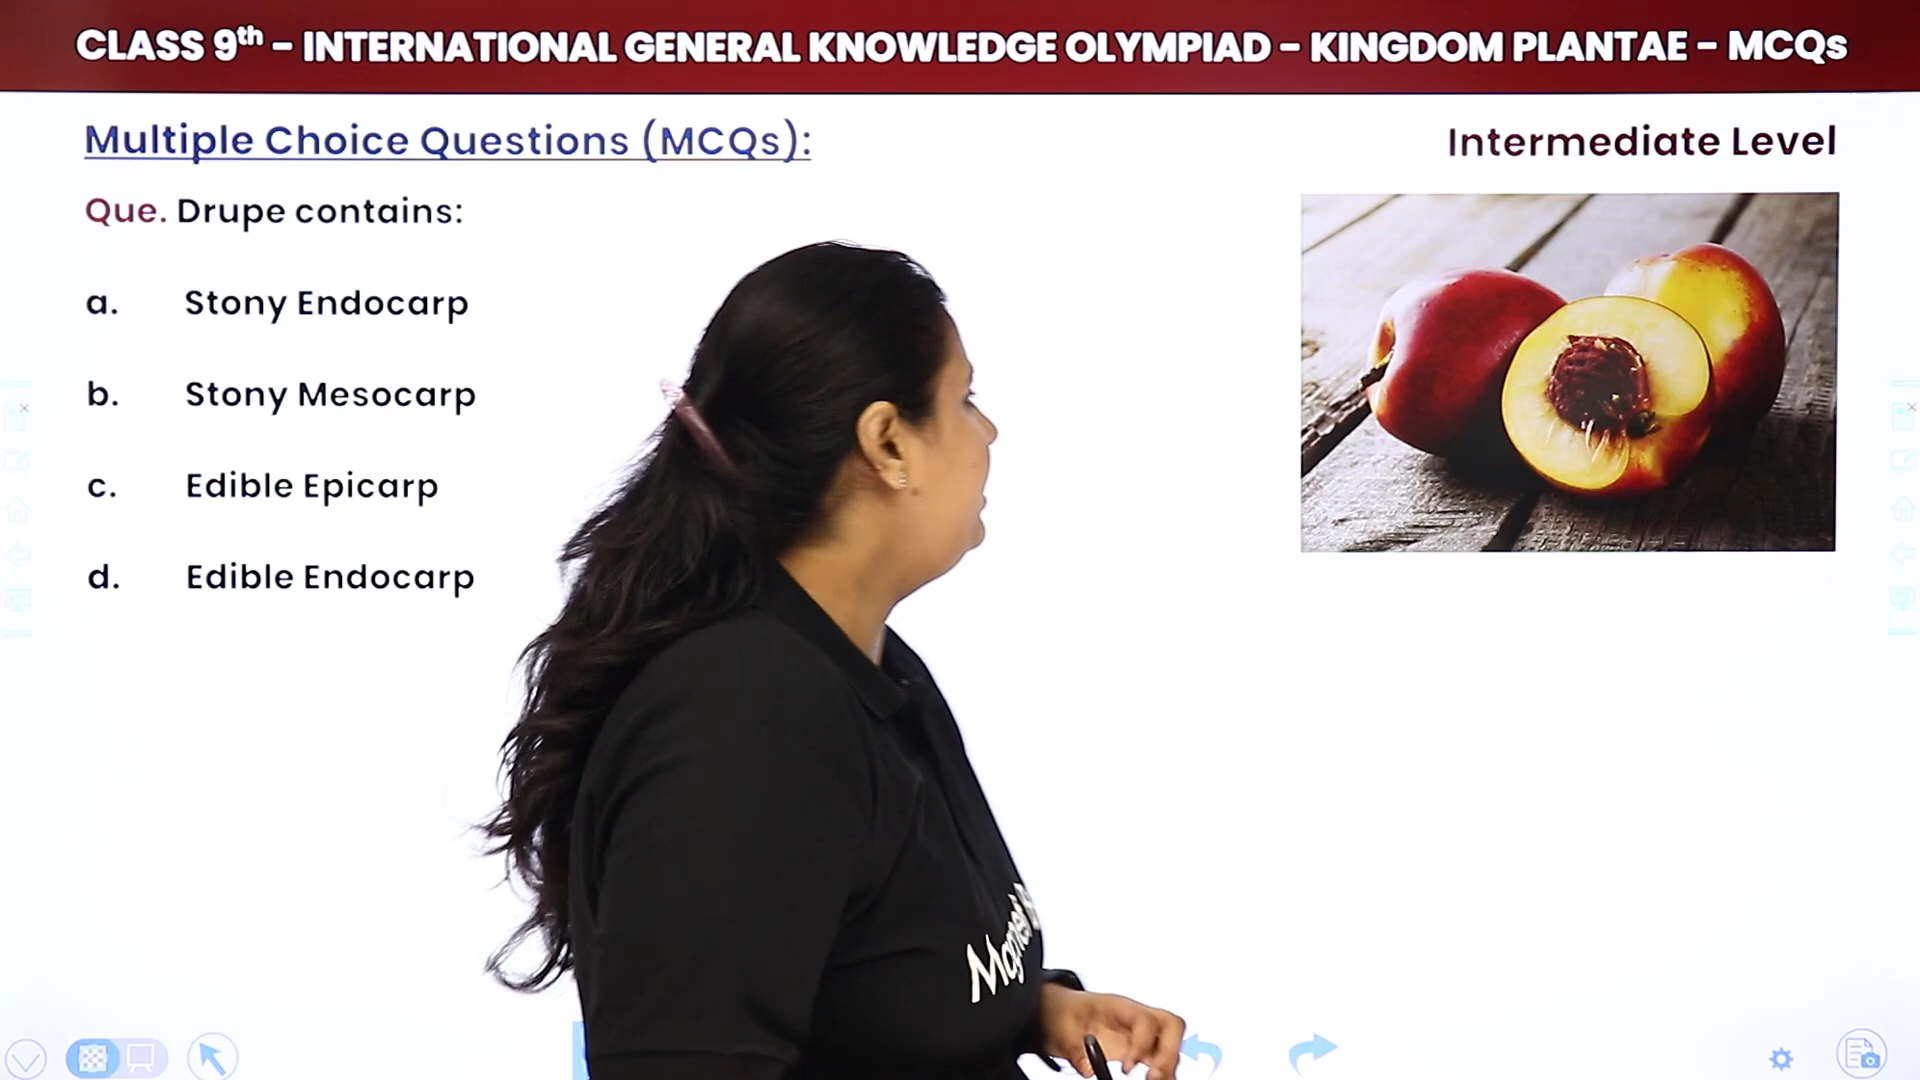 CLASS 9th – INTERNATIONAL GENERAL KNOWLEDGE OLYMPIAD – KINGDOM PLANTAE – MCQs
Multiple Choice Questions (MCQs):
Intermediate Level
Que. Drupe contains:
a. Stony Endocarp
b. Stony Mesocarp
c. Edible Epicarp
d. Edible Endocarp